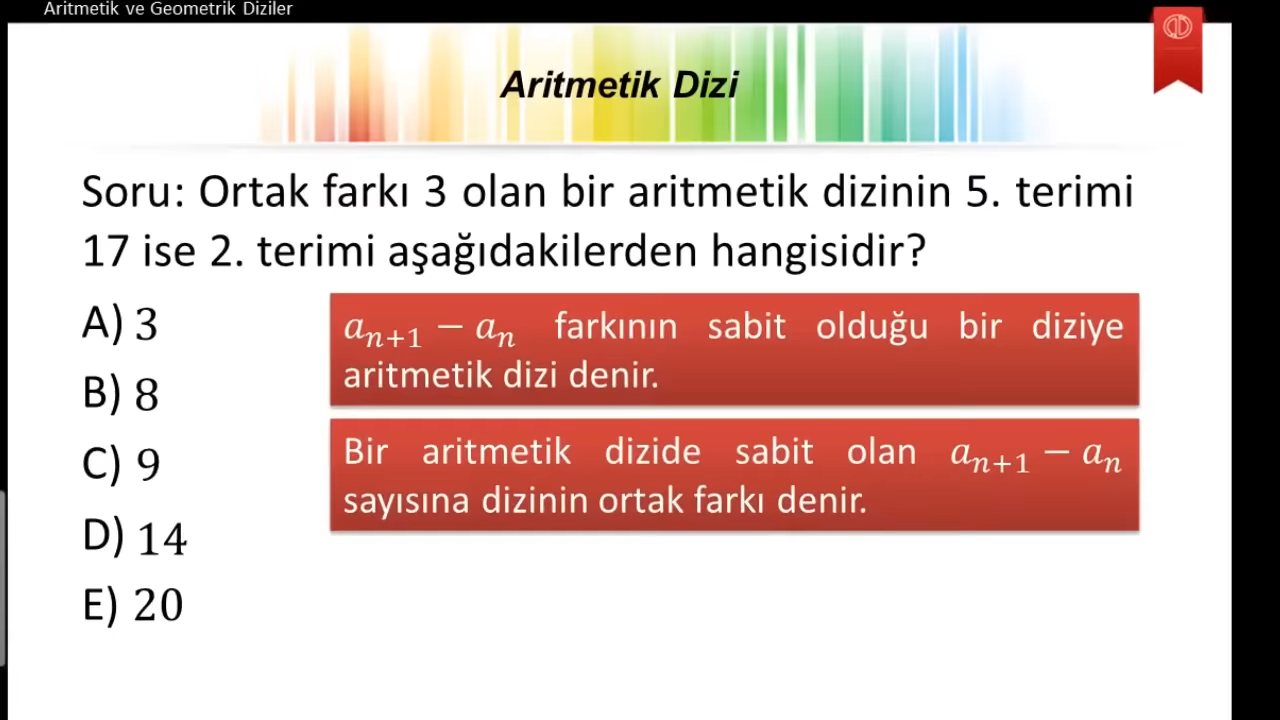 Aritmetik ve Geometrik Diziler
Aritmetik Dizi
Soru: Ortak farkı 3 olan bir aritmetik dizinin 5. terimi
17 ise 2. terimi aşağıdakilerden hangisidir?
A) 3
B) 8
C) 9
D) 14
E) 20
aₙ₊₁ − aₙ farkının sabit olduğu bir diziye
aritmetik dizi denir.
Bir aritmetik dizide sabit olan aₙ₊₁ − aₙ
sayısına dizinin ortak farkı denir.